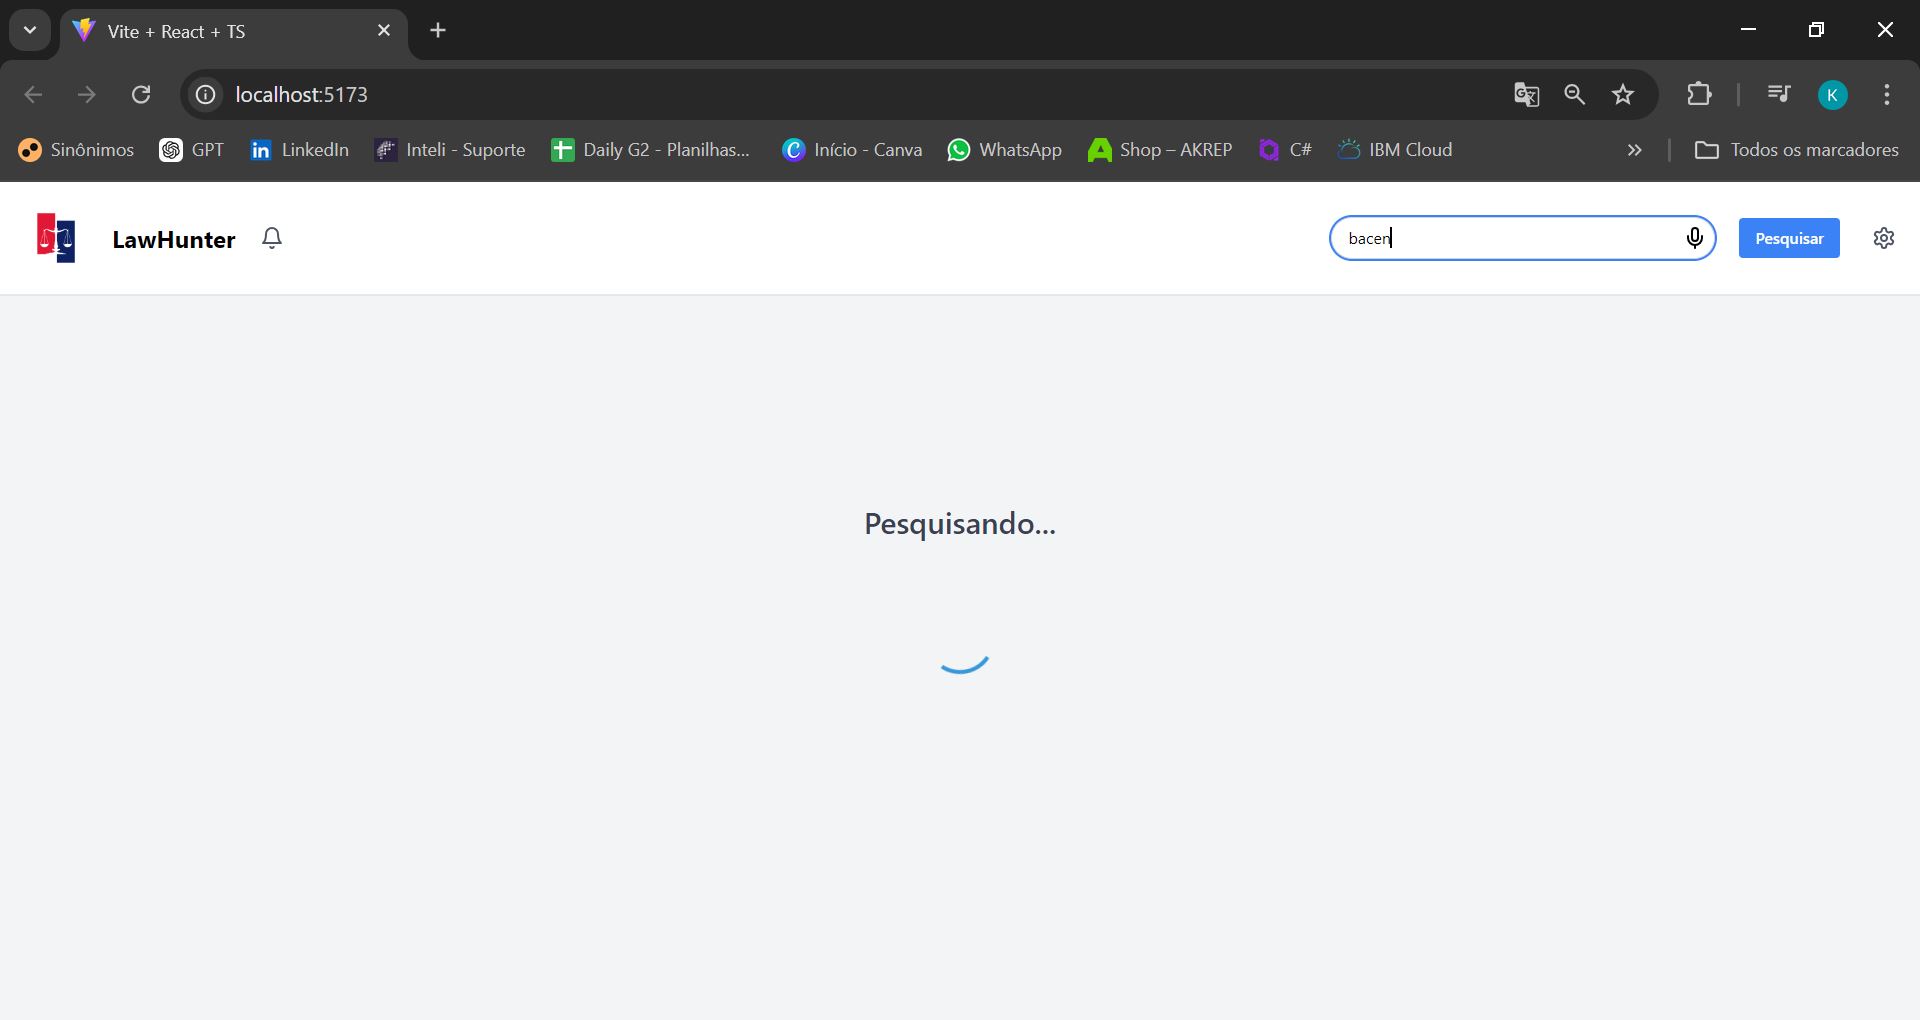 Vite + React + TS
localhost:5173
K
Sinônimos GPT LinkedIn Inteli - Suporte Daily G2 - Planilhas... Início - Canva WhatsApp Shop – AKREP C# IBM Cloud Todos os marcadores
LawHunter bacen Pesquisar
Pesquisando...